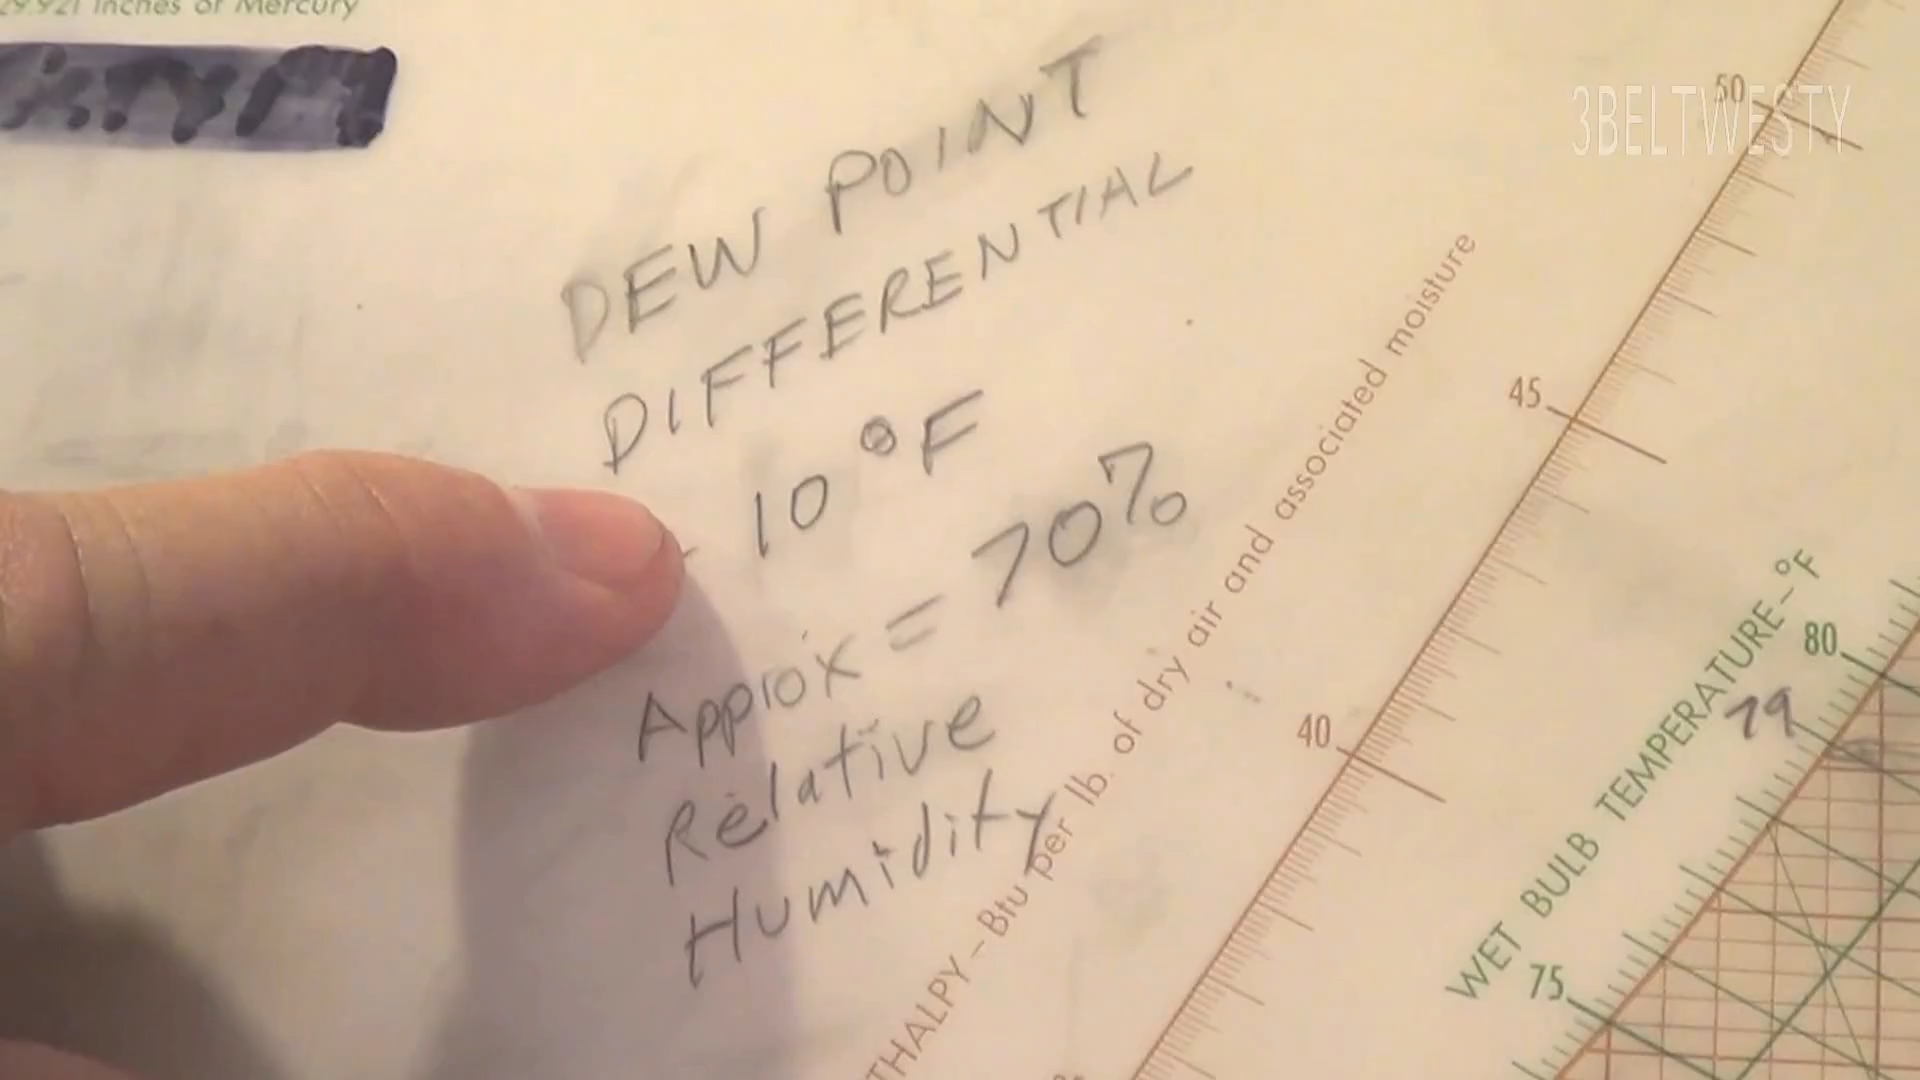 29.921 Inches of Mercury
3BELTWESTY
DEW POINT
DIFFERENTIAL
- 10 °F
Approx = 70%
Relative
Humidity
50
45
40
THALPY - Btu per lb. of dry air and associated moisture
WET BULB TEMPERATURE - °F
80
79
75